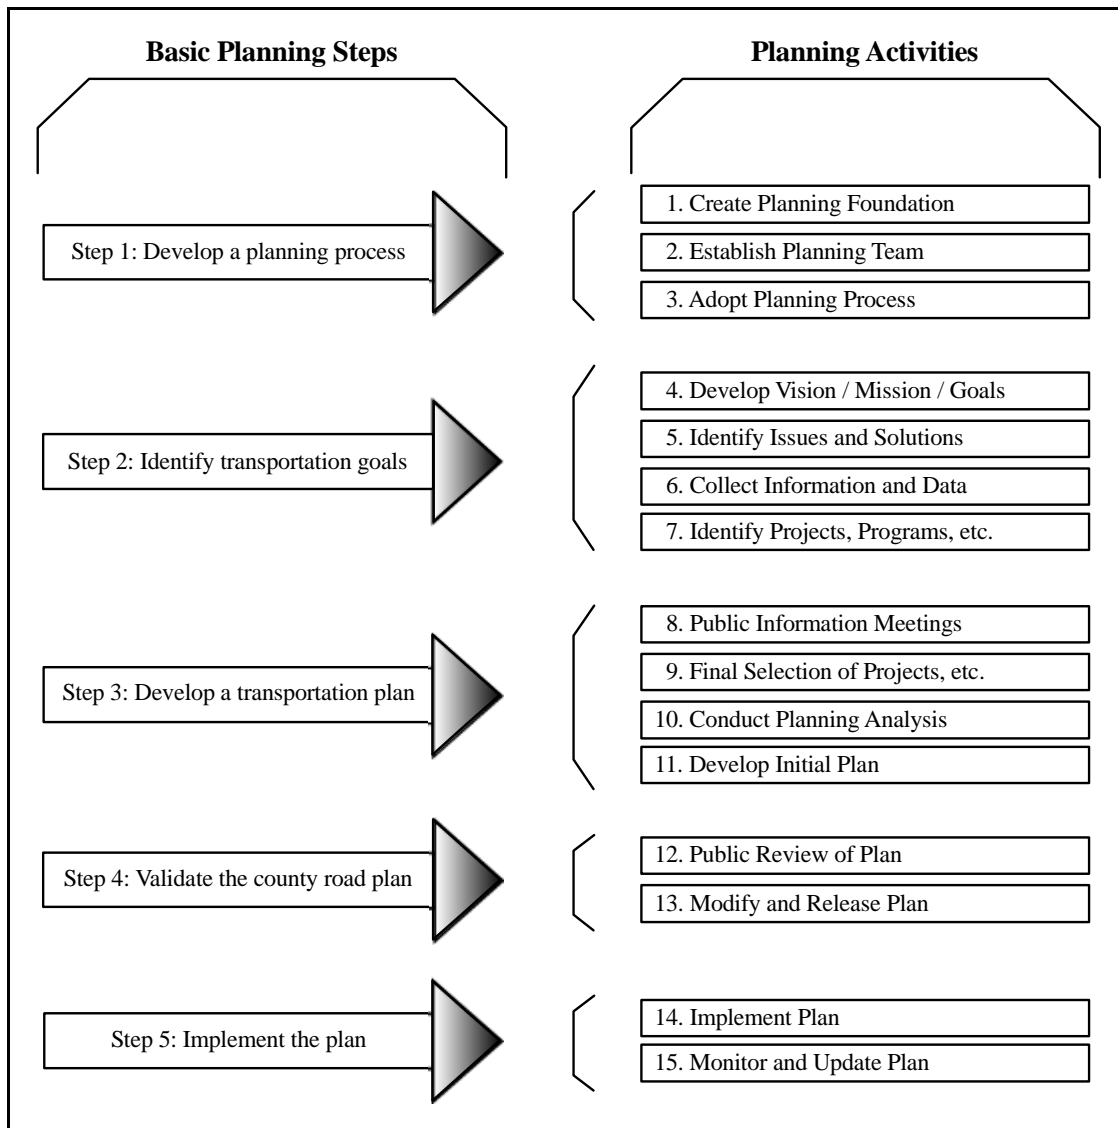 Basic Planning Steps
Planning Activities
Step 1: Develop a planning process
1. Create Planning Foundation
2. Establish Planning Team
3. Adopt Planning Process
Step 2: Identify transportation goals
4. Develop Vision / Mission / Goals
5. Identify Issues and Solutions
6. Collect Information and Data
7. Identify Projects, Programs, etc.
Step 3: Develop a transportation plan
8. Public Information Meetings
9. Final Selection of Projects, etc.
10. Conduct Planning Analysis
11. Develop Initial Plan
Step 4: Validate the county road plan
12. Public Review of Plan
13. Modify and Release Plan
Step 5: Implement the plan
14. Implement Plan
15. Monitor and Update Plan